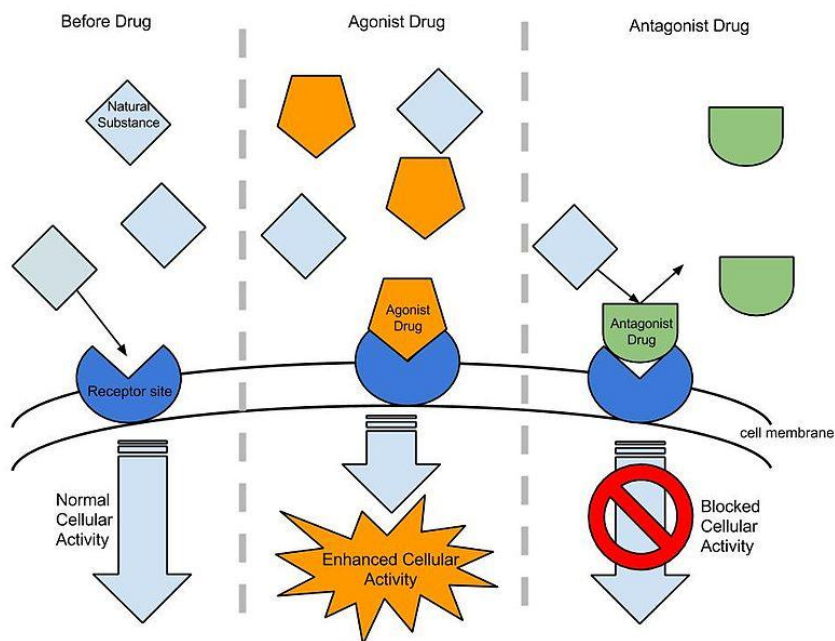 Before Drug
Agonist Drug
Antagonist Drug
Natural
Substance
Agonist
Drug
Antagonist
Drug
Receptor site
cell membrane
Normal
Cellular
Activity
Enhanced Cellular
Activity
Blocked
Cellular
Activity